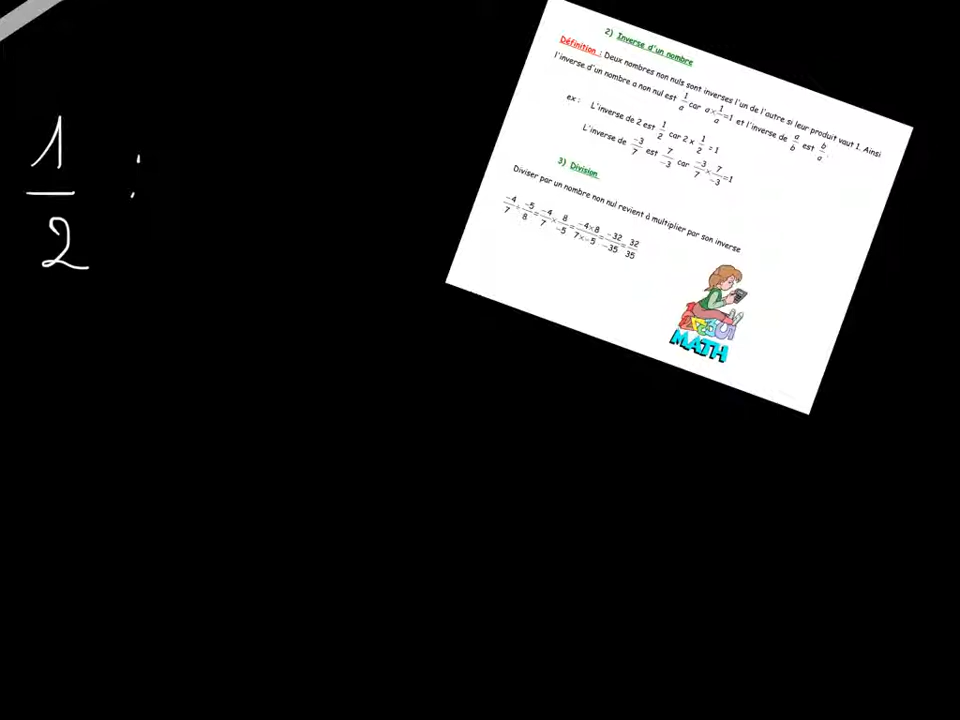 1/2 :
2) Inverse d'un nombre
Définition : Deux nombres non nuls sont inverses l'un de l'autre si leur produit vaut 1. Ainsi
l'inverse d'un nombre a non nul est 1/a car a × 1/a = 1 et l'inverse de a/b est b/a.
ex : L'inverse de 2 est 1/2 car 2 × 1/2 = 1
L'inverse de -3/7 est 7/-3 car -3/7 × 7/-3 = 1
3) Division
Diviser par un nombre non nul revient à multiplier par son inverse
-4/7 ÷ -5/8 = -4/7 × 8/-5 = -4×8/7×-5 = -32/-35 = 32/35
MATH